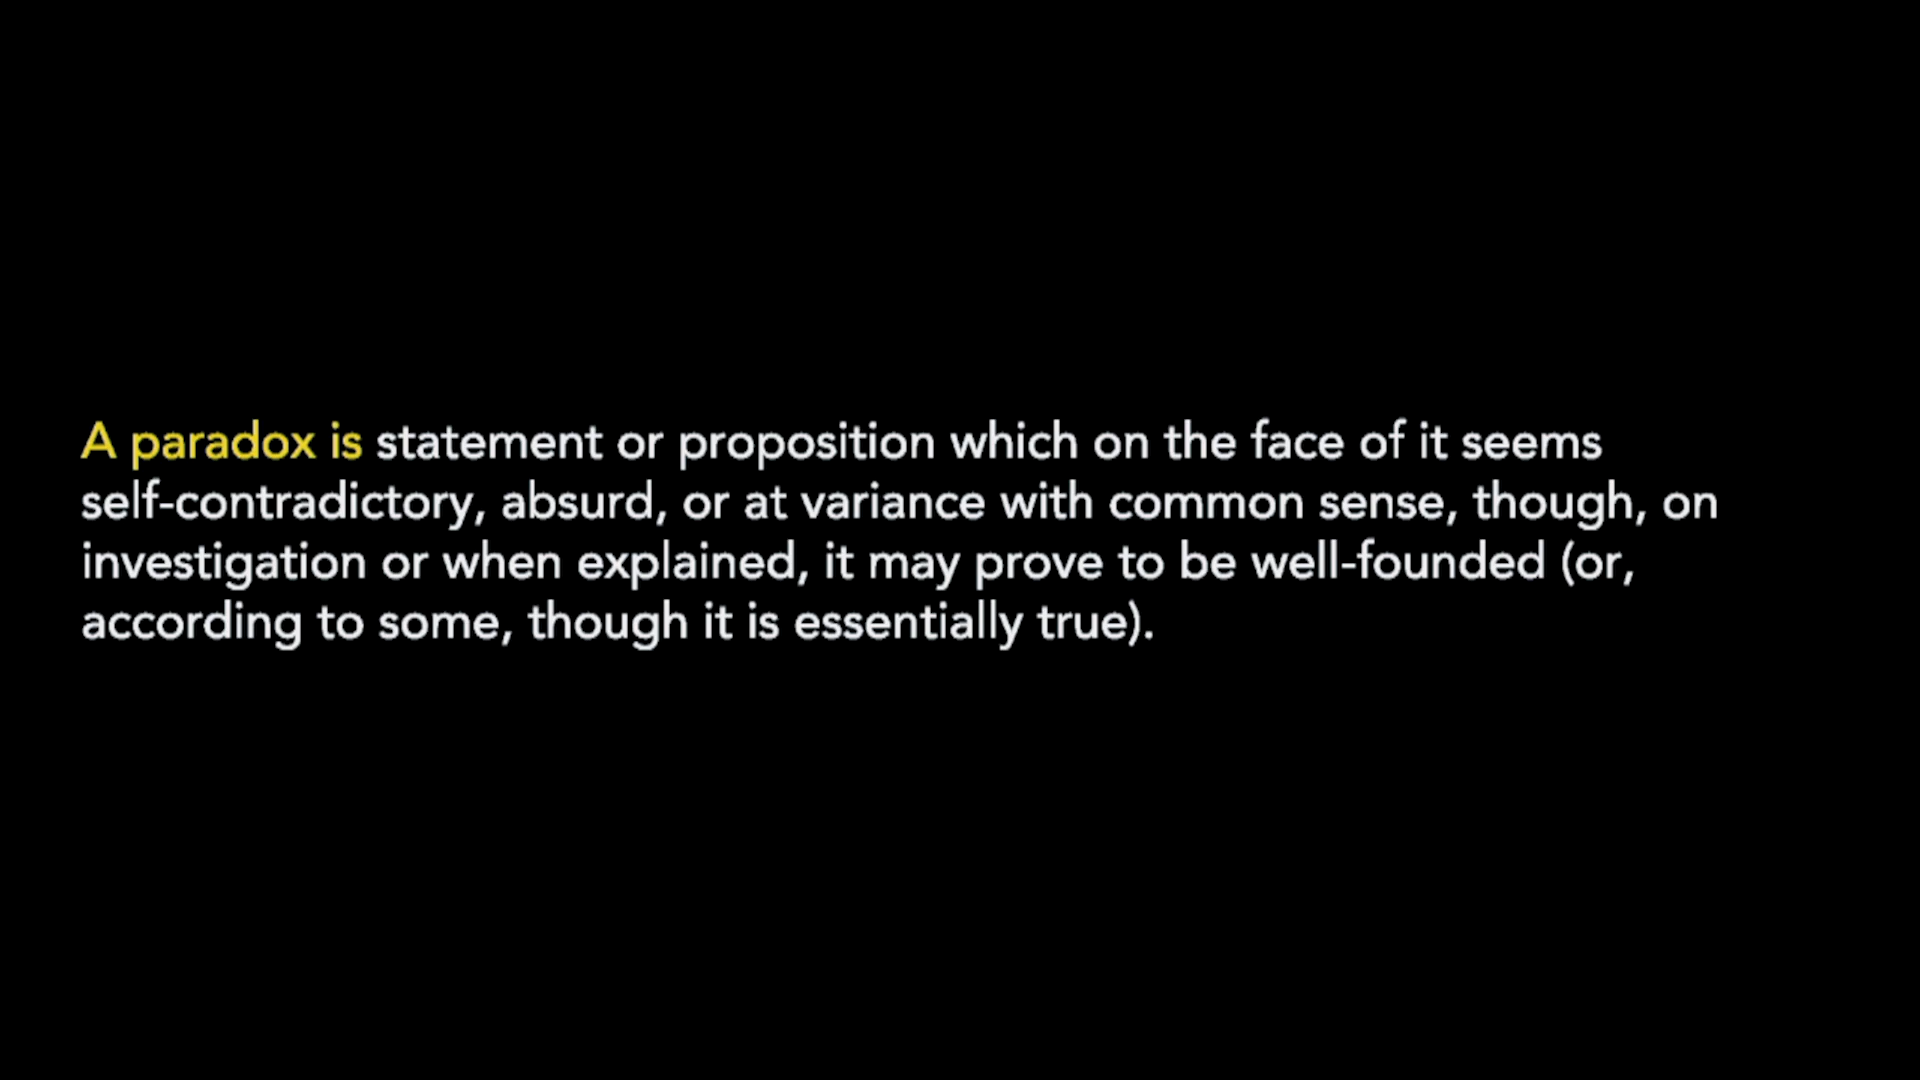 A paradox is statement or proposition which on the face of it seems
self-contradictory, absurd, or at variance with common sense, though, on
investigation or when explained, it may prove to be well-founded (or,
according to some, though it is essentially true).